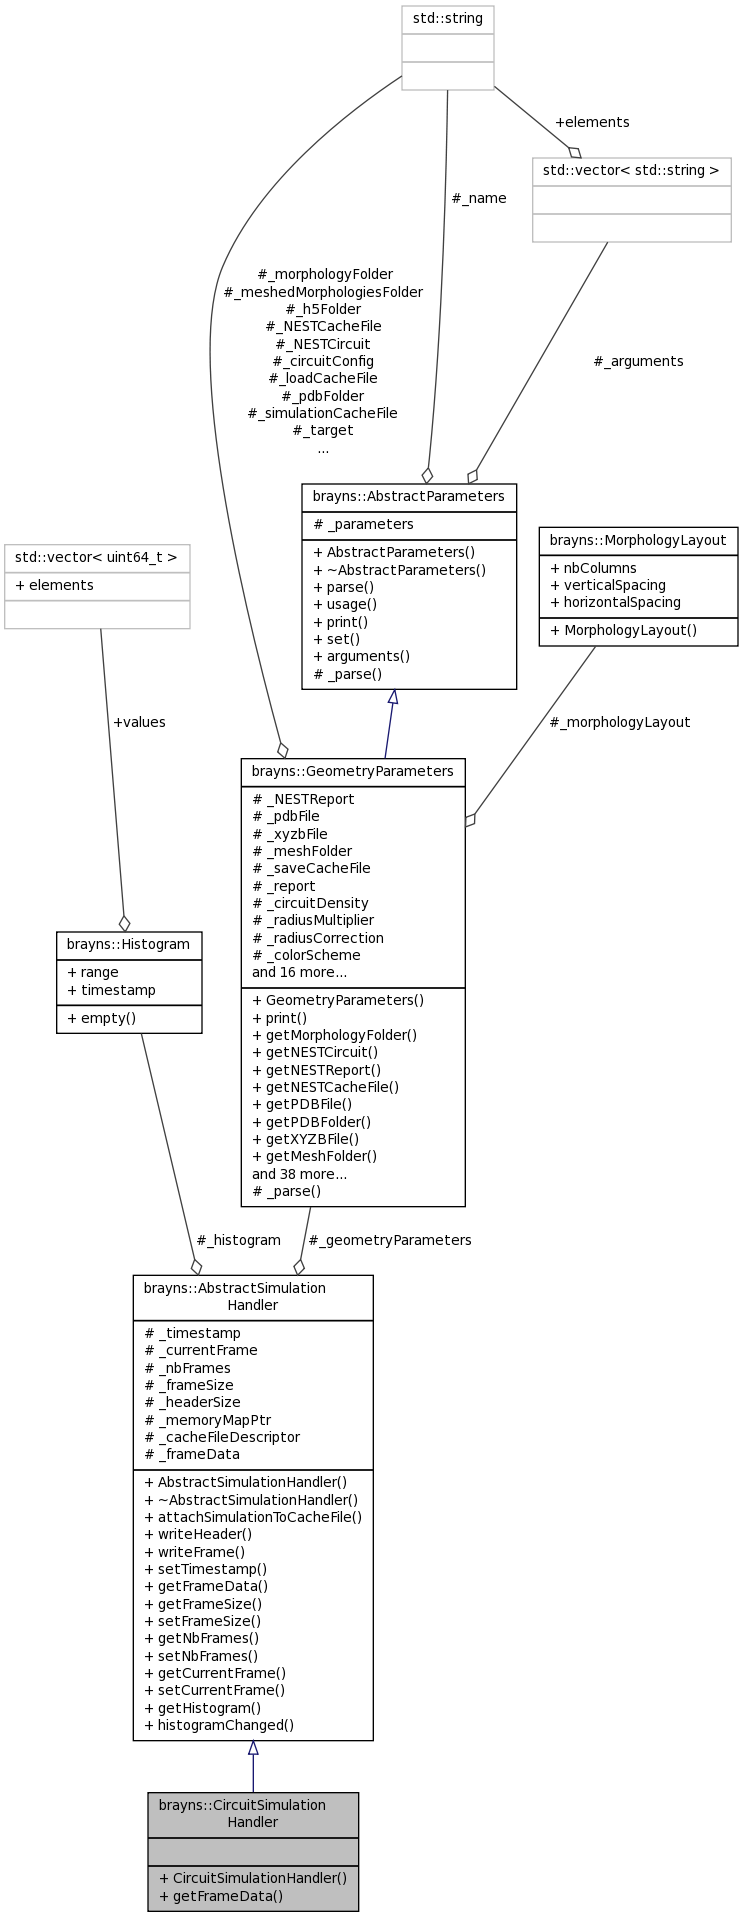 std::string
+elements
std::vector< std::string >
#_name
#_morphologyFolder
#_meshedMorphologiesFolder
#_h5Folder
#_NESTCacheFile
#_NESTCircuit
#_circuitConfig
#_loadCacheFile
#_pdbFolder
#_simulationCacheFile
#_target
...
#_arguments
brayns::AbstractParameters
# _parameters
+ AbstractParameters()
+ ~AbstractParameters()
+ parse()
+ usage()
+ print()
+ set()
+ arguments()
# _parse()
brayns::MorphologyLayout
+ nbColumns
+ verticalSpacing
+ horizontalSpacing
+ MorphologyLayout()
std::vector< uint64_t >
+ elements
+values
#_morphologyLayout
brayns::GeometryParameters
# _NESTReport
# _pdbFile
# _xyzbFile
# _meshFolder
# _saveCacheFile
# _report
# _circuitDensity
# _radiusMultiplier
# _radiusCorrection
# _colorScheme
and 16 more...
+ GeometryParameters()
+ print()
+ getMorphologyFolder()
+ getNESTCircuit()
+ getNESTReport()
+ getNESTCacheFile()
+ getPDBFile()
+ getPDBFolder()
+ getXYZBFile()
+ getMeshFolder()
and 38 more...
# _parse()
brayns::Histogram
+ range
+ timestamp
+ empty()
#_histogram
#_geometryParameters
brayns::AbstractSimulation
Handler
# _timestamp
# _currentFrame
# _nbFrames
# _frameSize
# _headerSize
# _memoryMapPtr
# _cacheFileDescriptor
# _frameData
+ AbstractSimulationHandler()
+ ~AbstractSimulationHandler()
+ attachSimulationToCacheFile()
+ writeHeader()
+ writeFrame()
+ setTimestamp()
+ getFrameData()
+ getFrameSize()
+ setFrameSize()
+ getNbFrames()
+ setNbFrames()
+ getCurrentFrame()
+ setCurrentFrame()
+ getHistogram()
+ histogramChanged()
brayns::CircuitSimulation
Handler
+ CircuitSimulationHandler()
+ getFrameData()